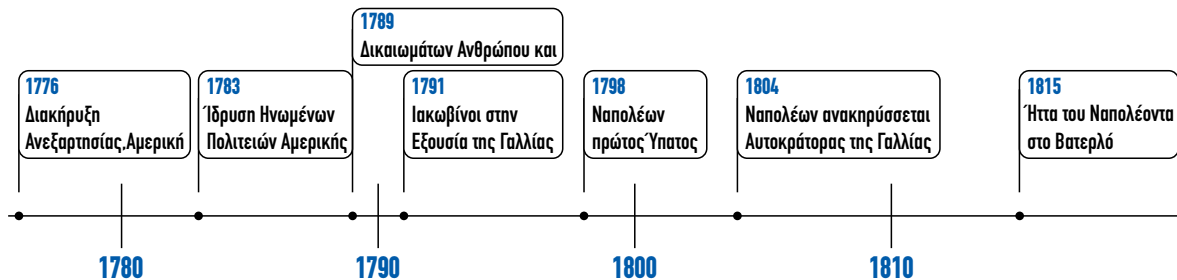 1789
Δικαιωμάτων Ανθρώπου και
1776
Διακήρυξη
Ανεξαρτησίας,Αμερική
1783
Ίδρυση Ηνωμένων
Πολιτειών Αμερικής
1791
Ιακωβίνοι στην
Εξουσία της Γαλλίας
1798
Ναπολέων
πρώτος Ύπατος
1804
Ναπολέων ανακηρύσσεται
Αυτοκράτορας της Γαλλίας
1815
Ήττα του Ναπολέοντα
στο Βατερλό
1780
1790
1800
1810